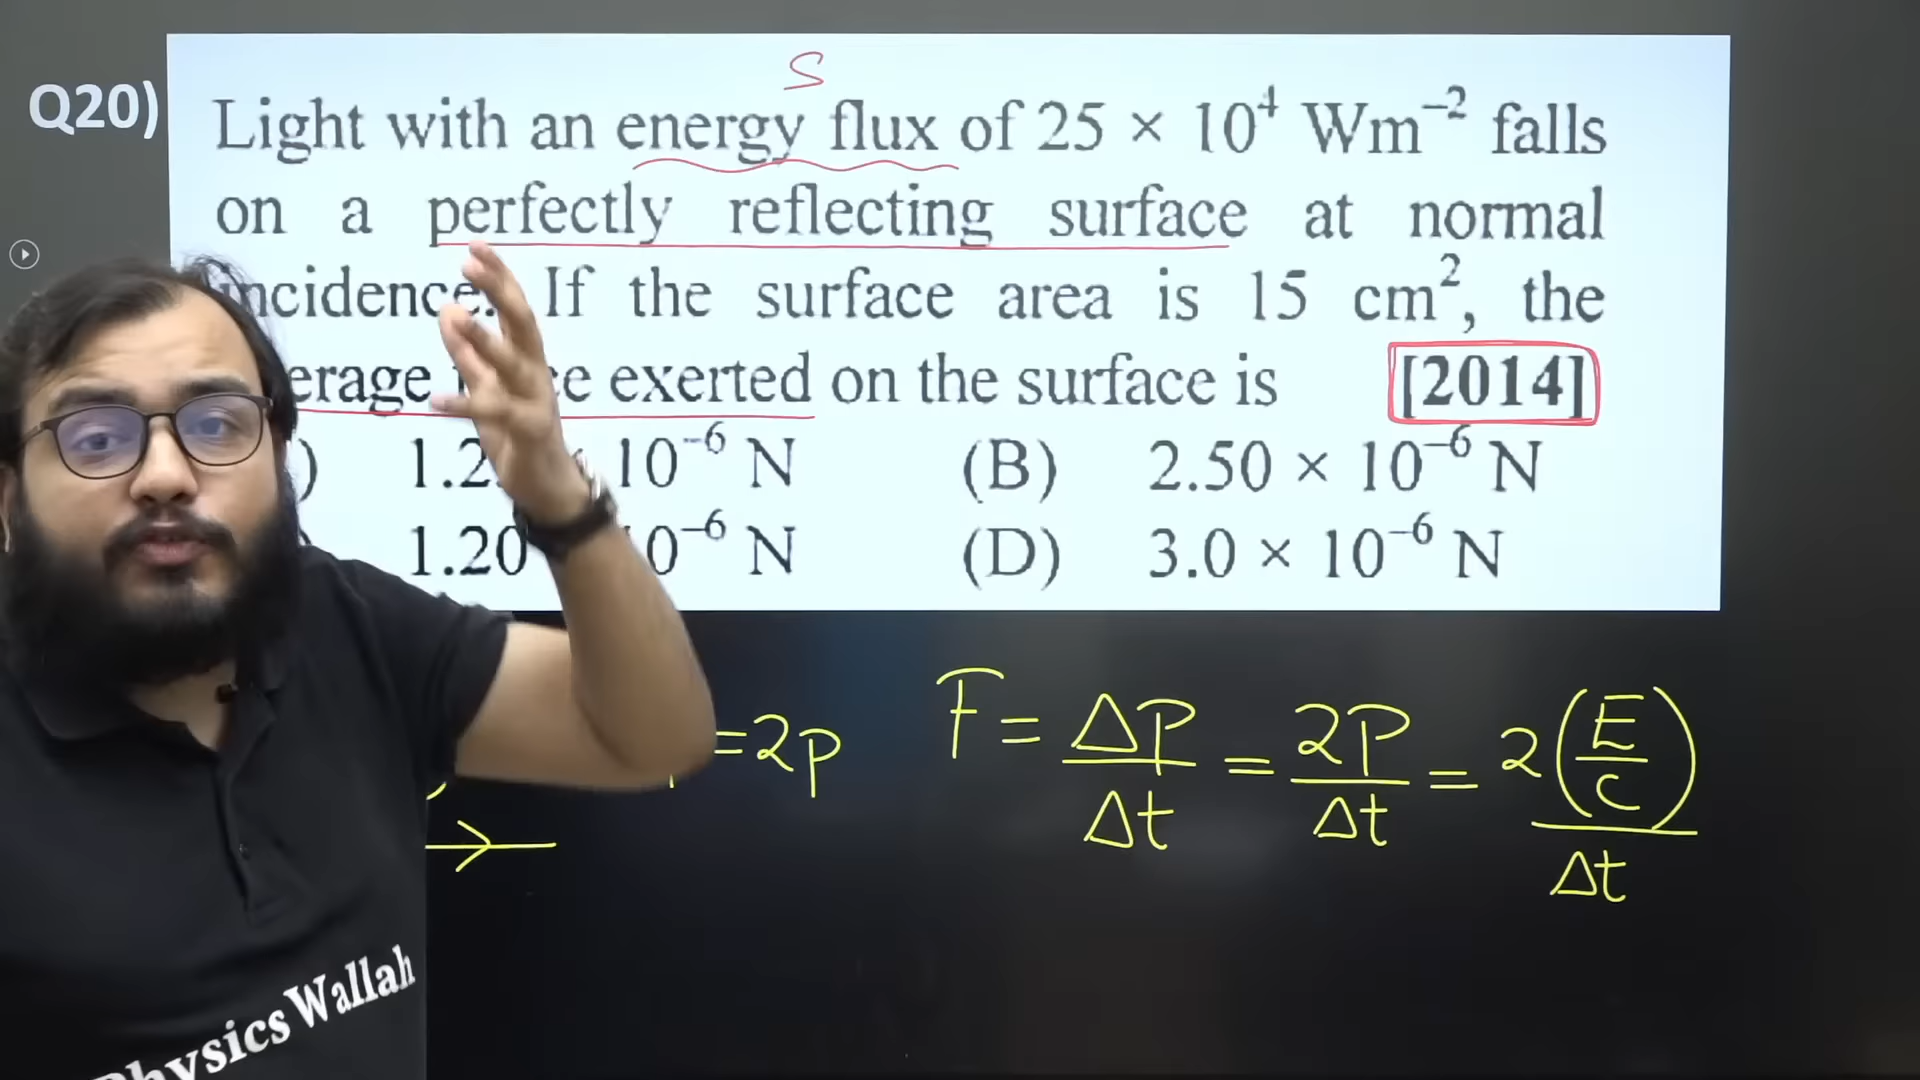 Q20)
S
Light with an energy flux of 25 × 10⁴ Wm⁻² falls
on a perfectly reflecting surface at normal
incidence. If the surface area is 15 cm², the
erage ce exerted on the surface is [2014]
) 1.2 10⁻⁶ N (B) 2.50 × 10⁻⁶ N
1.20 0⁻⁶ N (D) 3.0 × 10⁻⁶ N
=2p F = ΔP/Δt = 2P/Δt = 2(E/C)/Δt
Physics Wallah